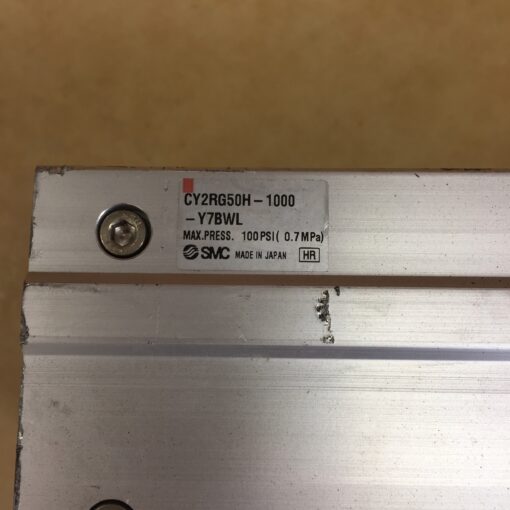 CY2RG50H-1000
-Y7BWL
MAX.PRESS. 100PSI( 0.7MPa)
SMC MADE IN JAPAN HR